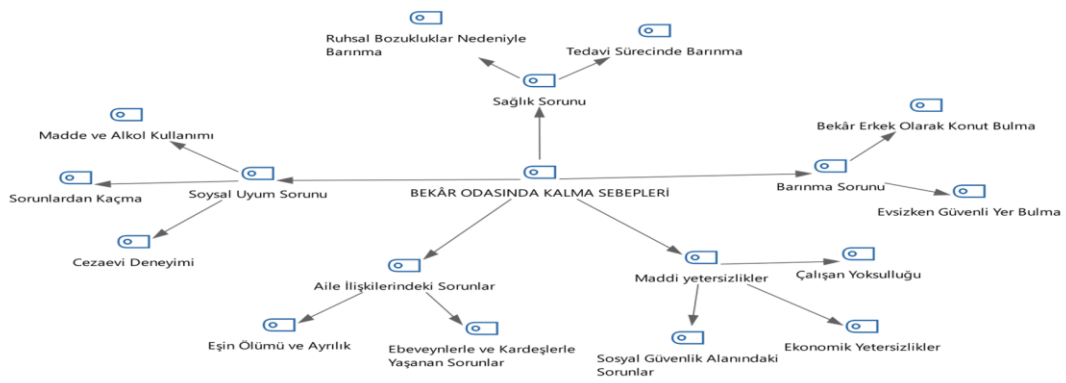 Ruhsal Bozukluklar Nedeniyle
Barınma
Tedavi Sürecinde Barınma
Sağlık Sorunu
Madde ve Alkol Kullanımı
Bekâr Erkek Olarak Konut Bulma
Sorunlardan Kaçma
Soysal Uyum Sorunu
BEKÂR ODASINDA KALMA SEBEPLERİ
Barınma Sorunu
Evsizken Güvenli Yer Bulma
Cezaevi Deneyimi
Aile İlişkilerindeki Sorunlar
Maddi yetersizlikler
Çalışan Yoksulluğu
Eşin Ölümü ve Ayrılık
Ebeveynlerle ve Kardeşlerle
Yaşanan Sorunlar
Sosyal Güvenlik Alanındaki
Sorunlar
Ekonomik Yetersizlikler